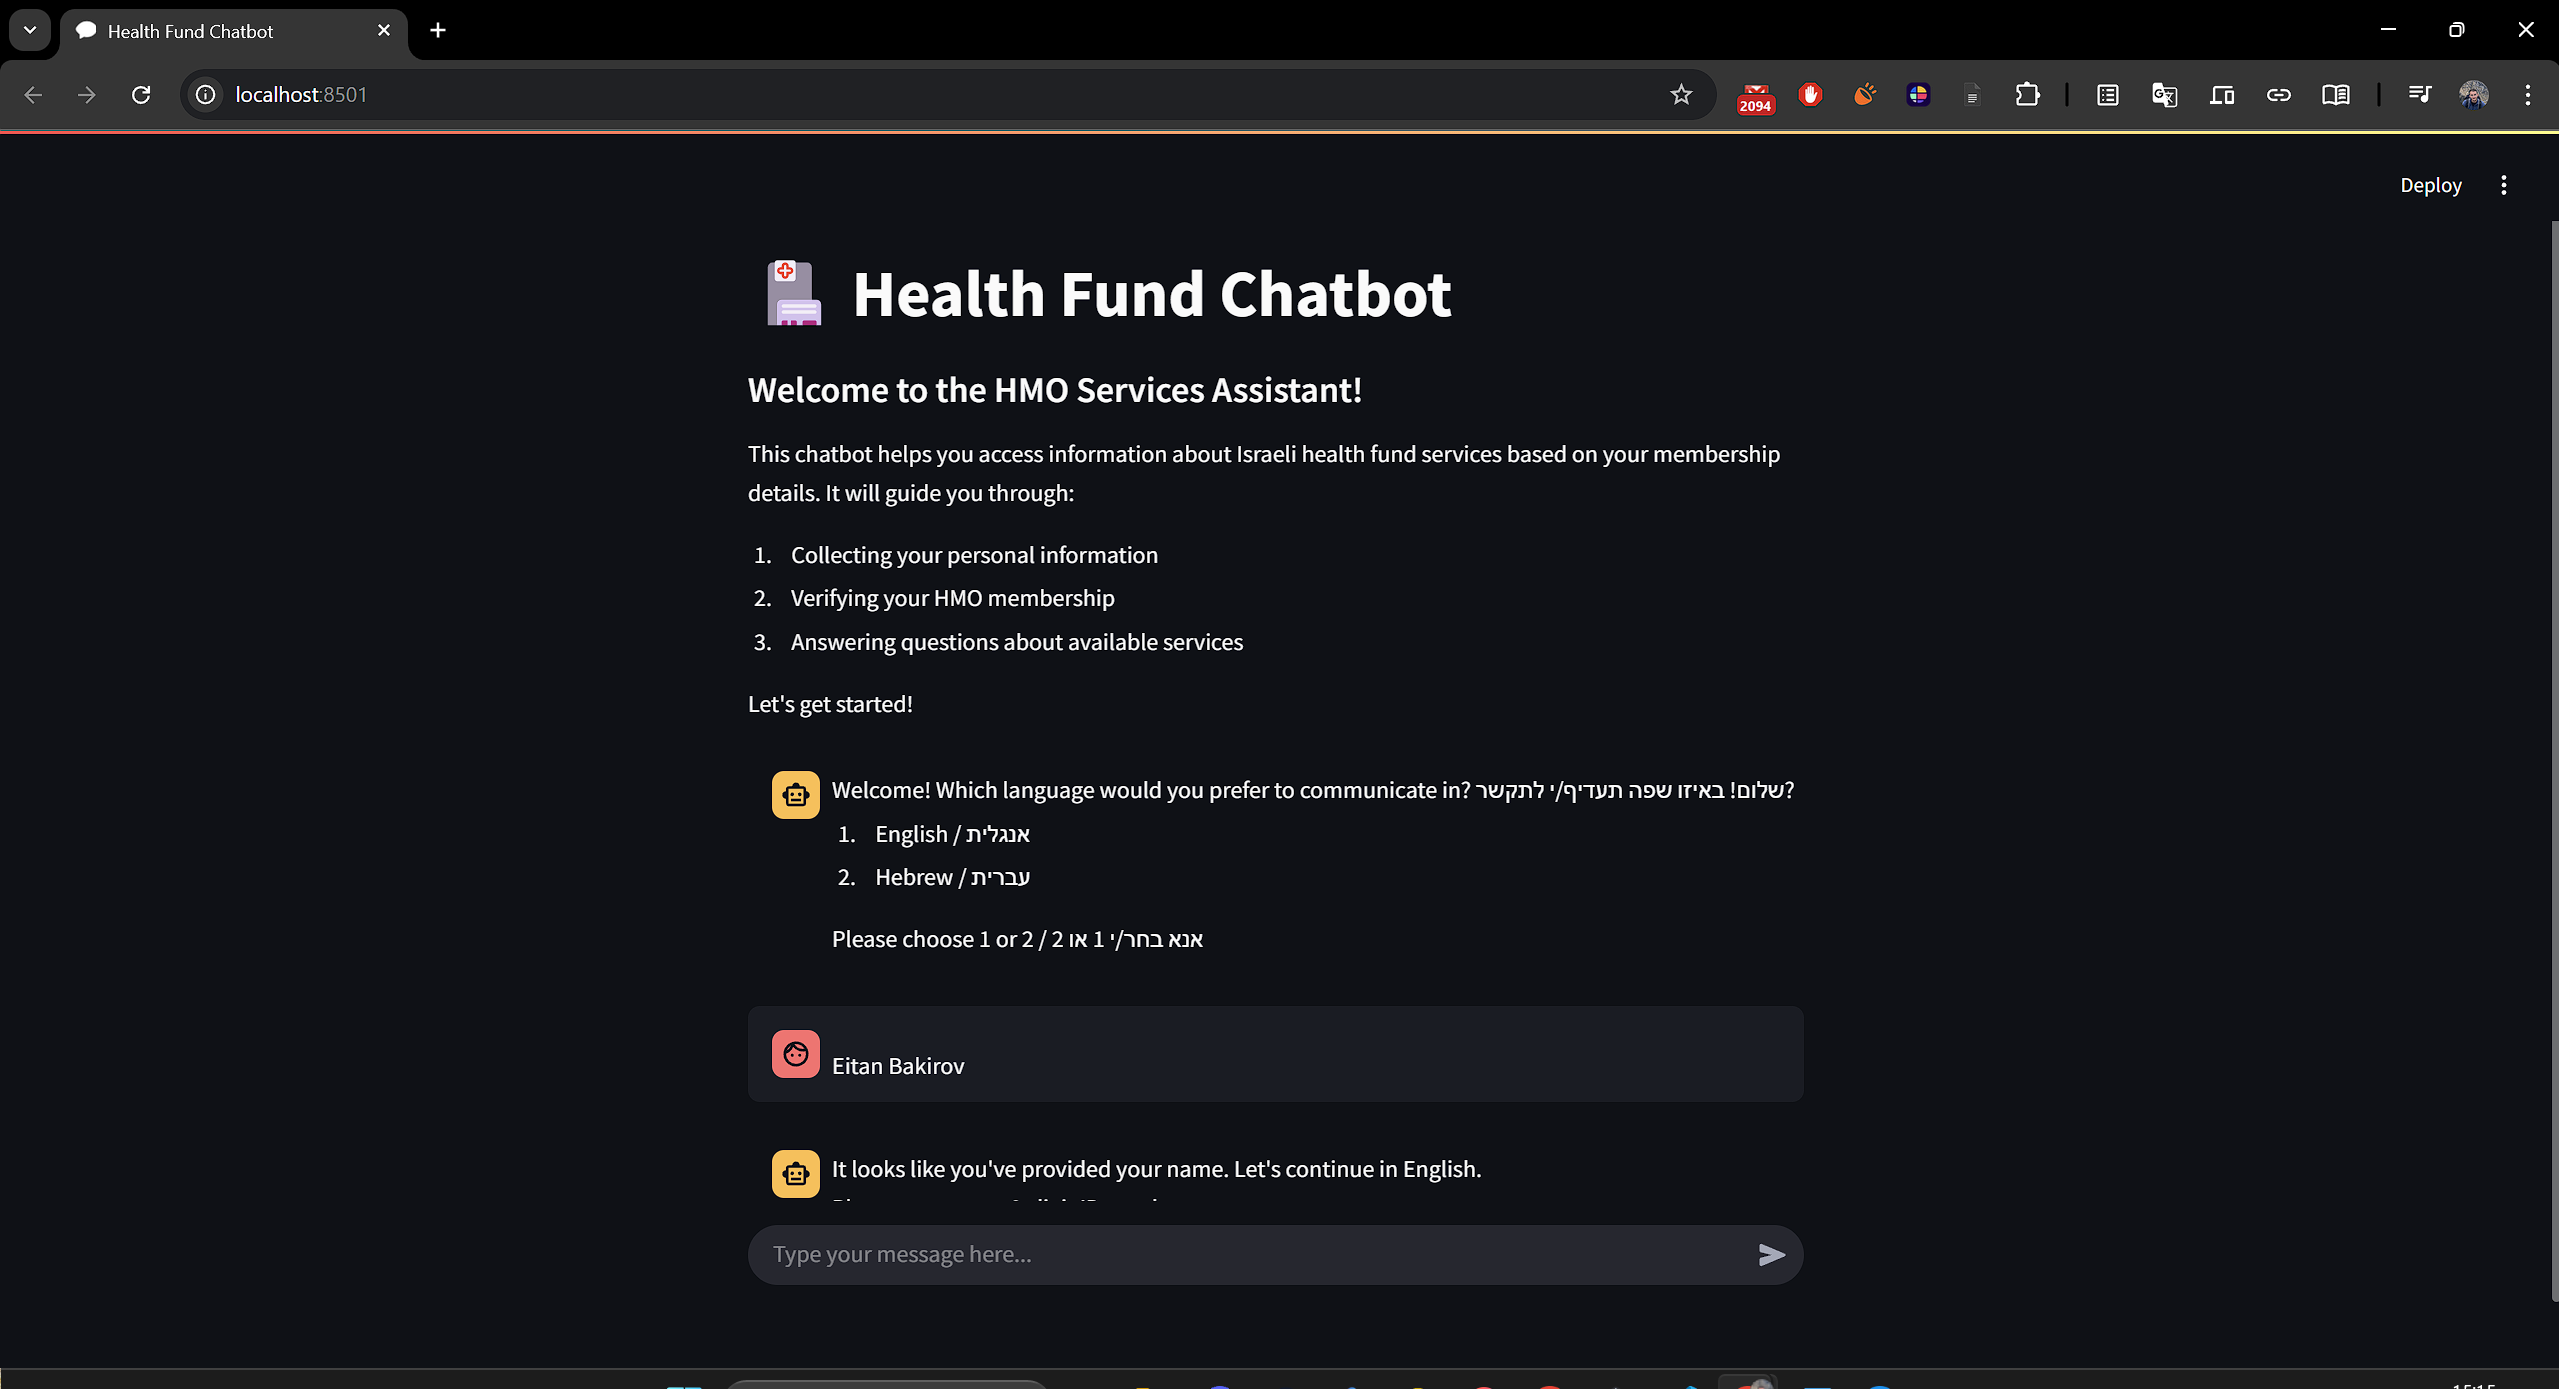 Health Fund Chatbot
localhost:8501
2094
Deploy
Health Fund Chatbot
Welcome to the HMO Services Assistant!
This chatbot helps you access information about Israeli health fund services based on your membership
details. It will guide you through:
1. Collecting your personal information
2. Verifying your HMO membership
3. Answering questions about available services
Let's get started!
Welcome! Which language would you prefer to communicate in? שלום! באיזו שפה תעדיף/י לתקשר?
1. English / אנגלית
2. Hebrew / עברית
Please choose 1 or 2 / אנא בחר/י 1 או 2
Eitan Bakirov
It looks like you've provided your name. Let's continue in English.
Type your message here...